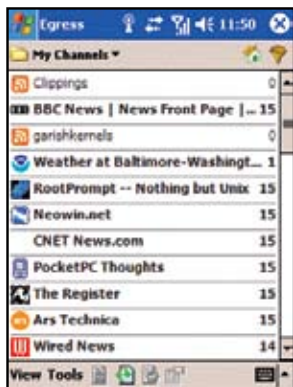 Egress 11:50
My Channels
Clippings 0
BBC News | News Front Page | ... 15
garishkernels 0
Weather at Baltimore-Washingt... 1
RootPrompt -- Nothing but Unix 15
Neowin.net 15
CNET News.com 15
PocketPC Thoughts 15
The Register 15
Ars Technica 15
Wired News 14
View Tools